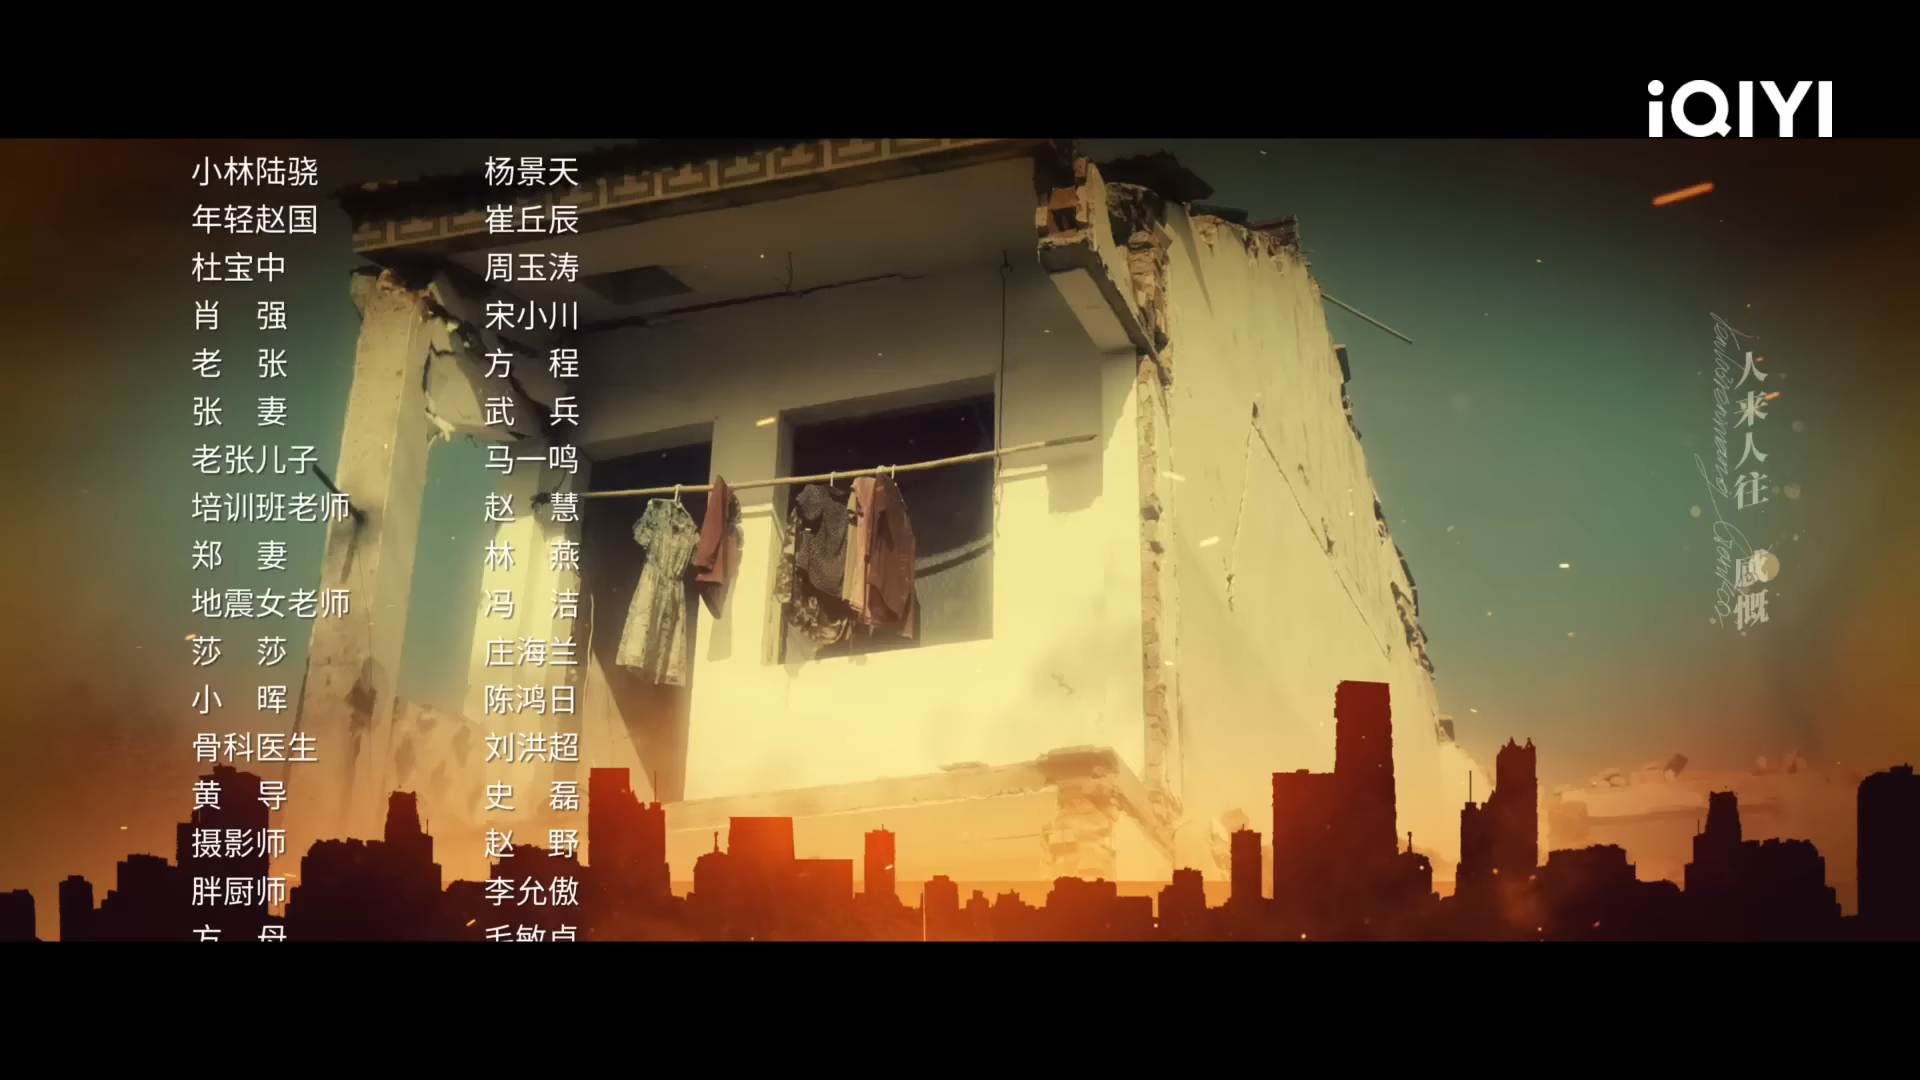 iQIYI
小林陆骁 杨景天
年轻赵国 崔丘辰
杜宝中 周玉涛
肖 强 宋小川
老 张 方 程
张 妻 武 兵
老张儿子 马一鸣
培训班老师 赵 慧
郑 妻 林 燕
地震女老师 冯 洁
莎 莎 庄海兰
小 晖 陈鸿日
骨科医生 刘洪超
黄 导 史 磊
摄影师 赵 野
胖厨师 李允傲
方 母 毛敏卓
人来人往 感慨